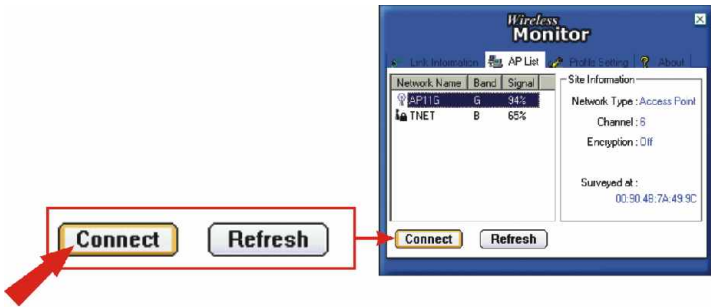 Wireless
Monitor
Link Information AP List Profile Setting ? About
Network Name Band Signal
AP11G G 94%
TNET B 65%
Site Information
Network Type : Access Point
Channel : 6
Encryption : Off
Surveyed at :
00:90:4B:7A:49:9C
Connect Refresh
Connect Refresh